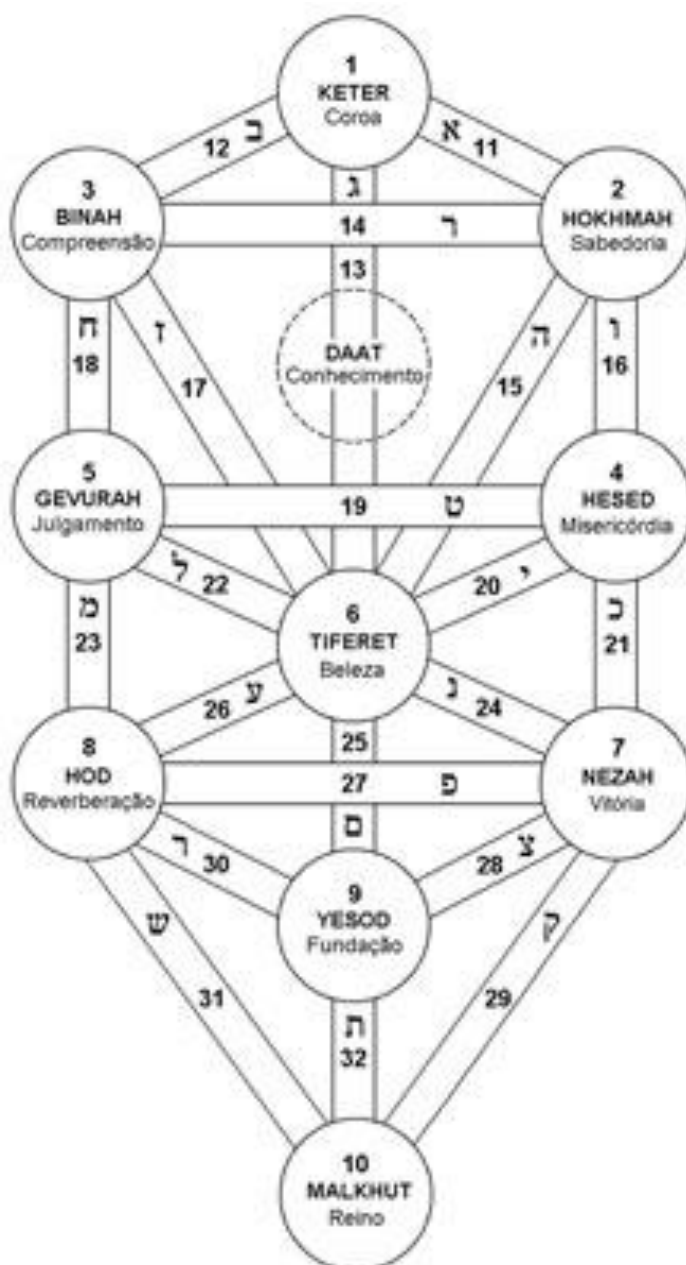 1
KETER
Coroa
12 ב
א 11
ג
3
BINAH
Compreensão
14 ר
2
HOKHMAH
Sabedoria
13
DAAT
Conhecimento
ח
18
ז
17
ה
15
ו
16
5
GEVURAH
Julgamento
19 ט
4
HESED
Misericórdia
ל 22
20 י
6
TIFERET
Beleza
מ
23
כ
21
26 ע
נ 24
25
8
HOD
Reverberação
27 פ
7
NEZAH
Vitória
ם
ר 30
28 צ
9
YESOD
Fundação
ש
31
ק
29
ת
32
10
MALKHUT
Reino